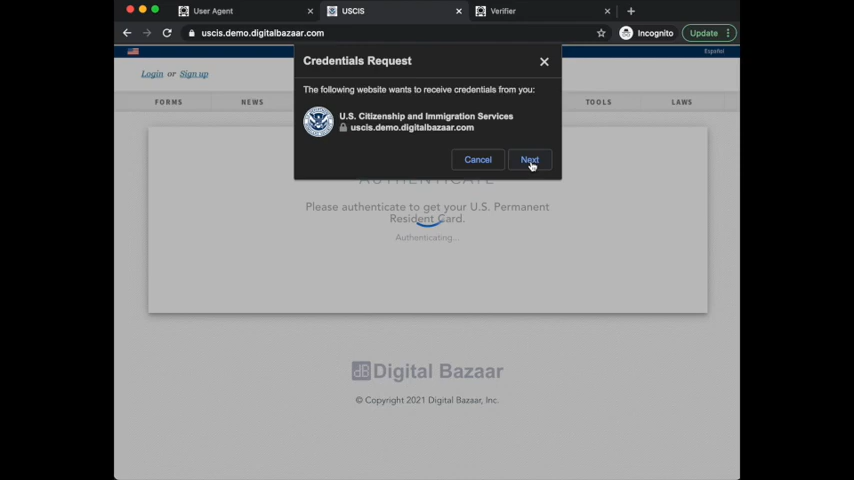 User Agent
USCIS
Verifier
uscis.demo.digitalbazaar.com
Incognito
Update
Español
Login or Sign up
Credentials Request
The following website wants to receive credentials from you:
U.S. Citizenship and Immigration Services
uscis.demo.digitalbazaar.com
Cancel
Next
FORMS
NEWS
TOOLS
LAWS
AUTHENTICATE
Please authenticate to get your U.S. Permanent
Resident Card.
Authenticating...
dB Digital Bazaar
© Copyright 2021 Digital Bazaar, Inc.